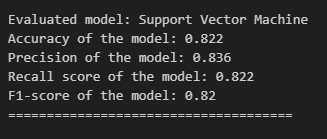 Evaluated model: Support Vector Machine
Accuracy of the model: 0.822
Precision of the model: 0.836
Recall score of the model: 0.822
F1-score of the model: 0.82
=====================================